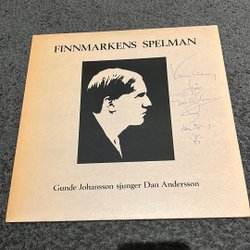 FINNMARKENS SPELMAN
Gunde Johansson sjunger Dan Andersson